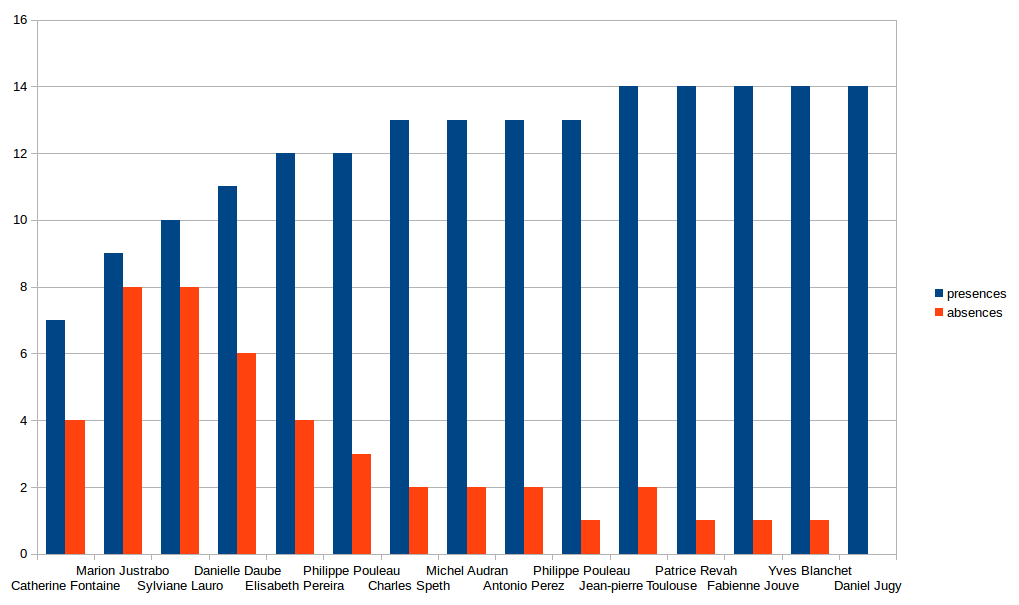 16
14
12
10
8
6
4
2
0
presences
absences
Marion Justrabo Danielle Daube Philippe Pouleau Michel Audran Philippe Pouleau Patrice Revah Yves Blanchet
Catherine Fontaine Sylviane Lauro Elisabeth Pereira Charles Speth Antonio Perez Jean-pierre Toulouse Fabienne Jouve Daniel Jugy